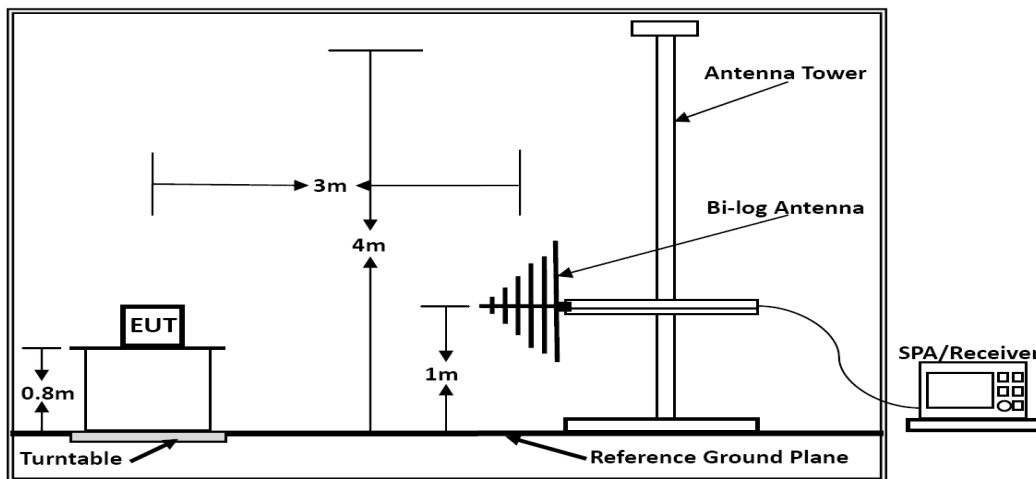 Antenna Tower
3m
Bi-log Antenna
4m
EUT
SPA/Receiver
1m
0.8m
Turntable
Reference Ground Plane